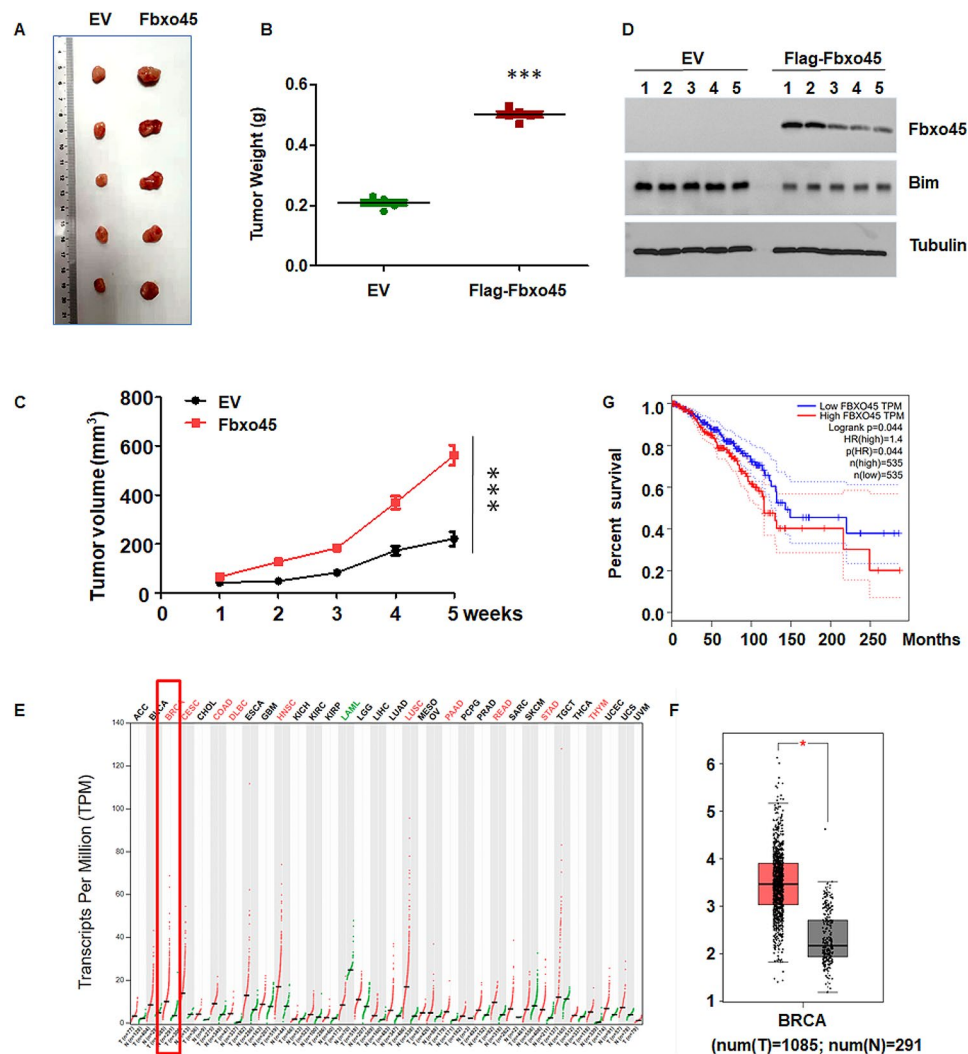 A
EV Fbxo45
B
***
0.6
0.4
0.2
0.0
Tumor Weight (g)
EV Flag-Fbxo45
D
EV Flag-Fbxo45
1 2 3 4 5 1 2 3 4 5
Fbxo45
Bim
Tubulin
C
EV
Fbxo45
800
600
400
200
0
Tumor volume (mm3)
***
0 1 2 3 4 5 weeks
G
Low FBXO45 TPM
High FBXO45 TPM
Logrank p=0.044
HR(high)=1.4
p(HR)=0.044
n(high)=535
n(low)=535
1.0
0.8
0.6
0.4
0.2
0.0
Percent survival
0 50 100 150 200 250 Months
E
ACC BLCA BRCA CESC CHOL COAD DLBC ESCA GBM HNSC KICH KIRC KIRP LAML LGG LIHC LUAD LUSC MESO OV PAAD PCPG PRAD READ SARC SKCM STAD TGCT THCA THYM UCEC UCS UVM
140
120
100
80
60
40
20
0
Transcripts Per Million (TPM)
F
*
6
5
4
3
2
1
BRCA
(num(T)=1085; num(N)=291)